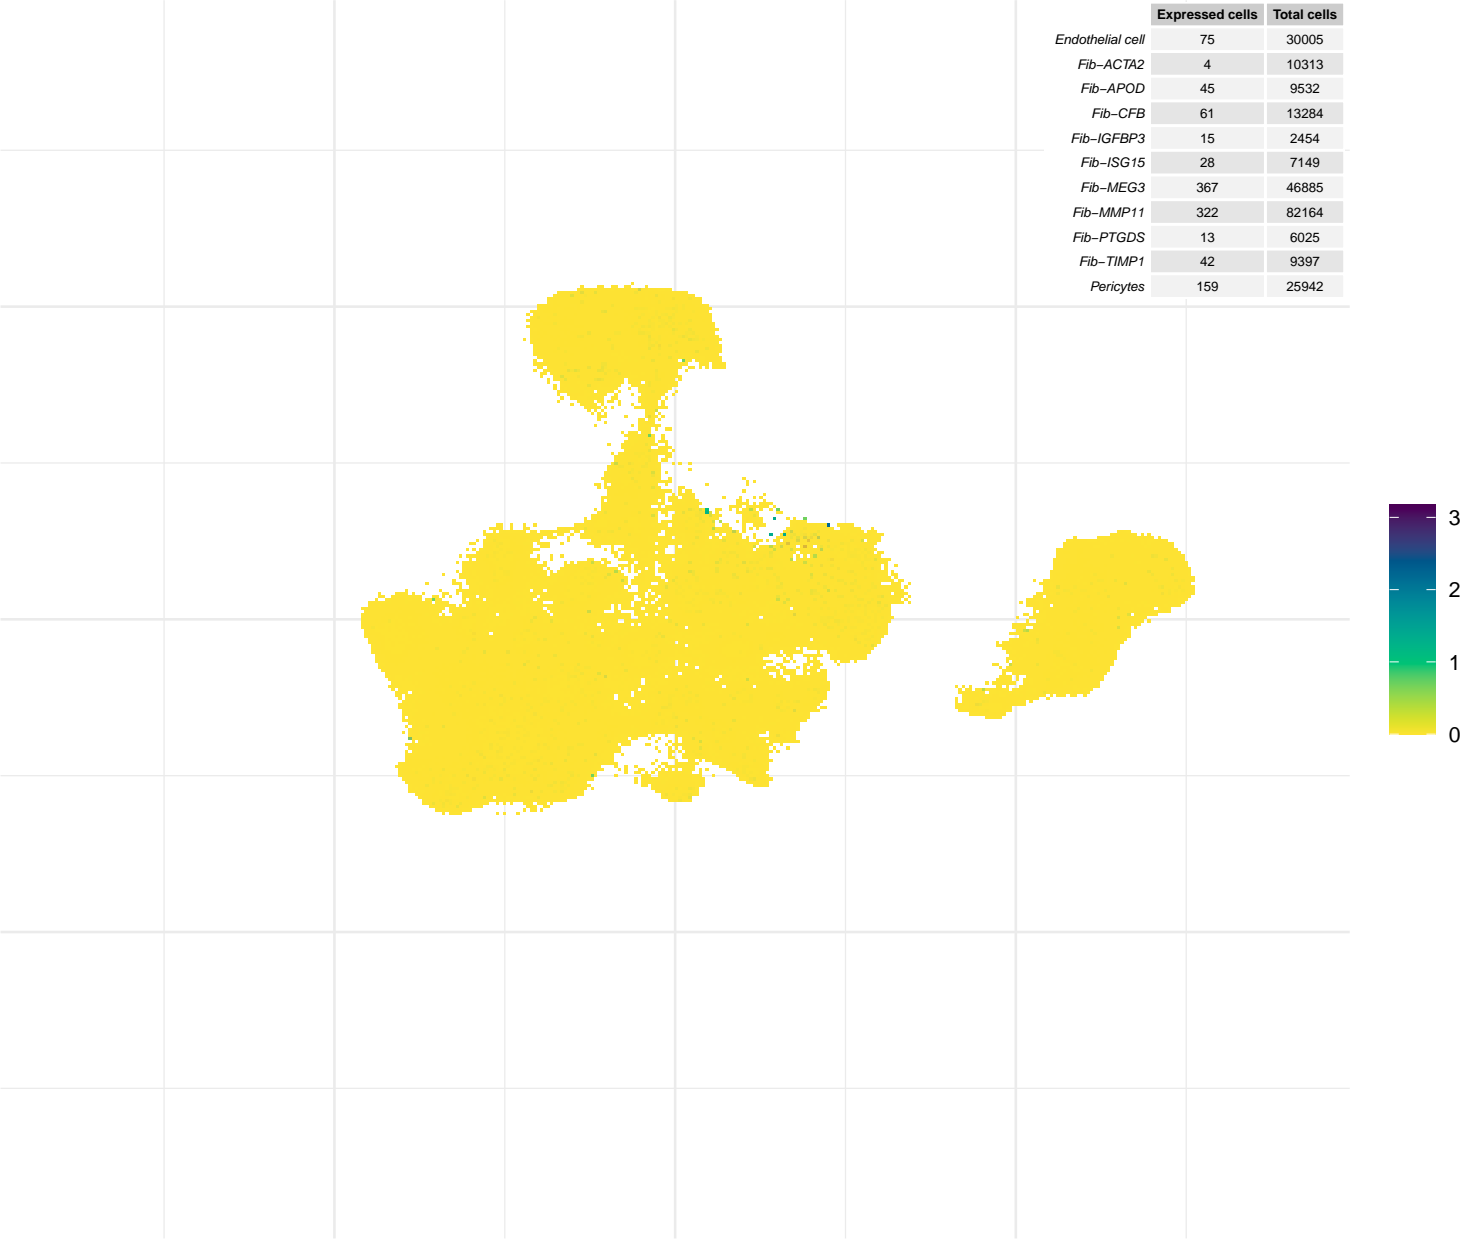 Expressed cells Total cells
Endothelial cell 75 30005
Fib−ACTA2 4 10313
Fib−APOD 45 9532
Fib−CFB 61 13284
Fib−IGFBP3 15 2454
Fib−ISG15 28 7149
Fib−MEG3 367 46885
Fib−MMP11 322 82164
Fib−PTGDS 13 6025
Fib−TIMP1 42 9397
Pericytes 159 25942
3
2
1
0